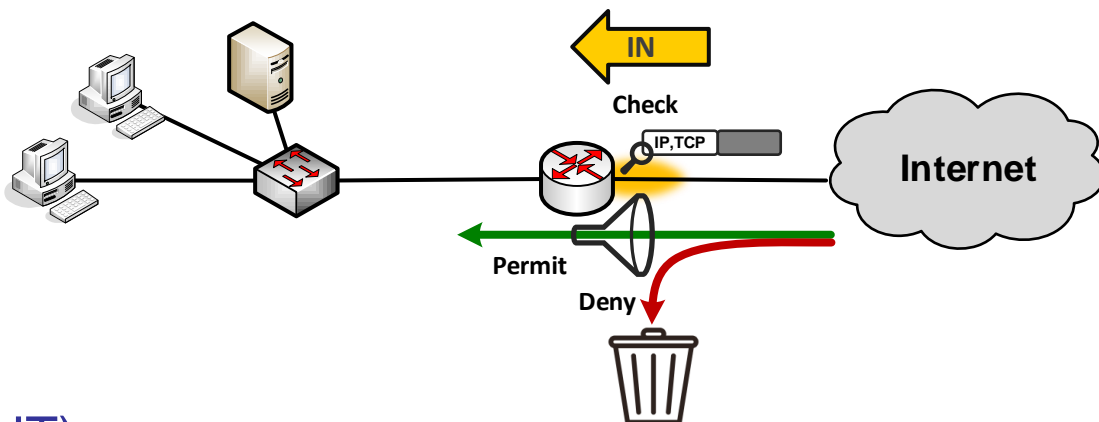 IN
Check
IP,TCP
Internet
Permit
Deny